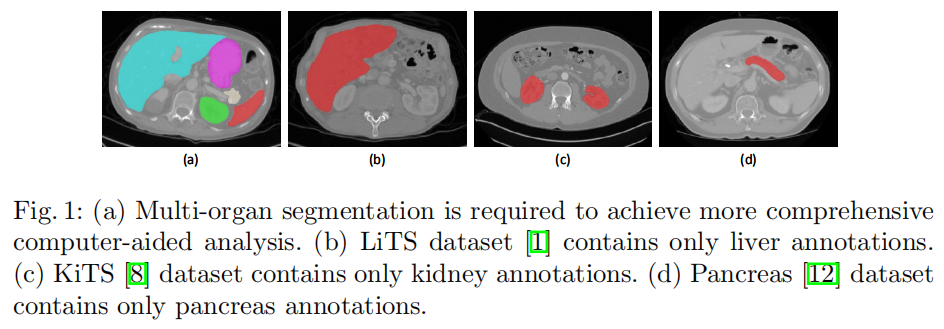 (a) (b) (c) (d)
Fig. 1: (a) Multi-organ segmentation is required to achieve more comprehensive
computer-aided analysis. (b) LiTS dataset [1] contains only liver annotations.
(c) KiTS [8] dataset contains only kidney annotations. (d) Pancreas [12] dataset
contains only pancreas annotations.